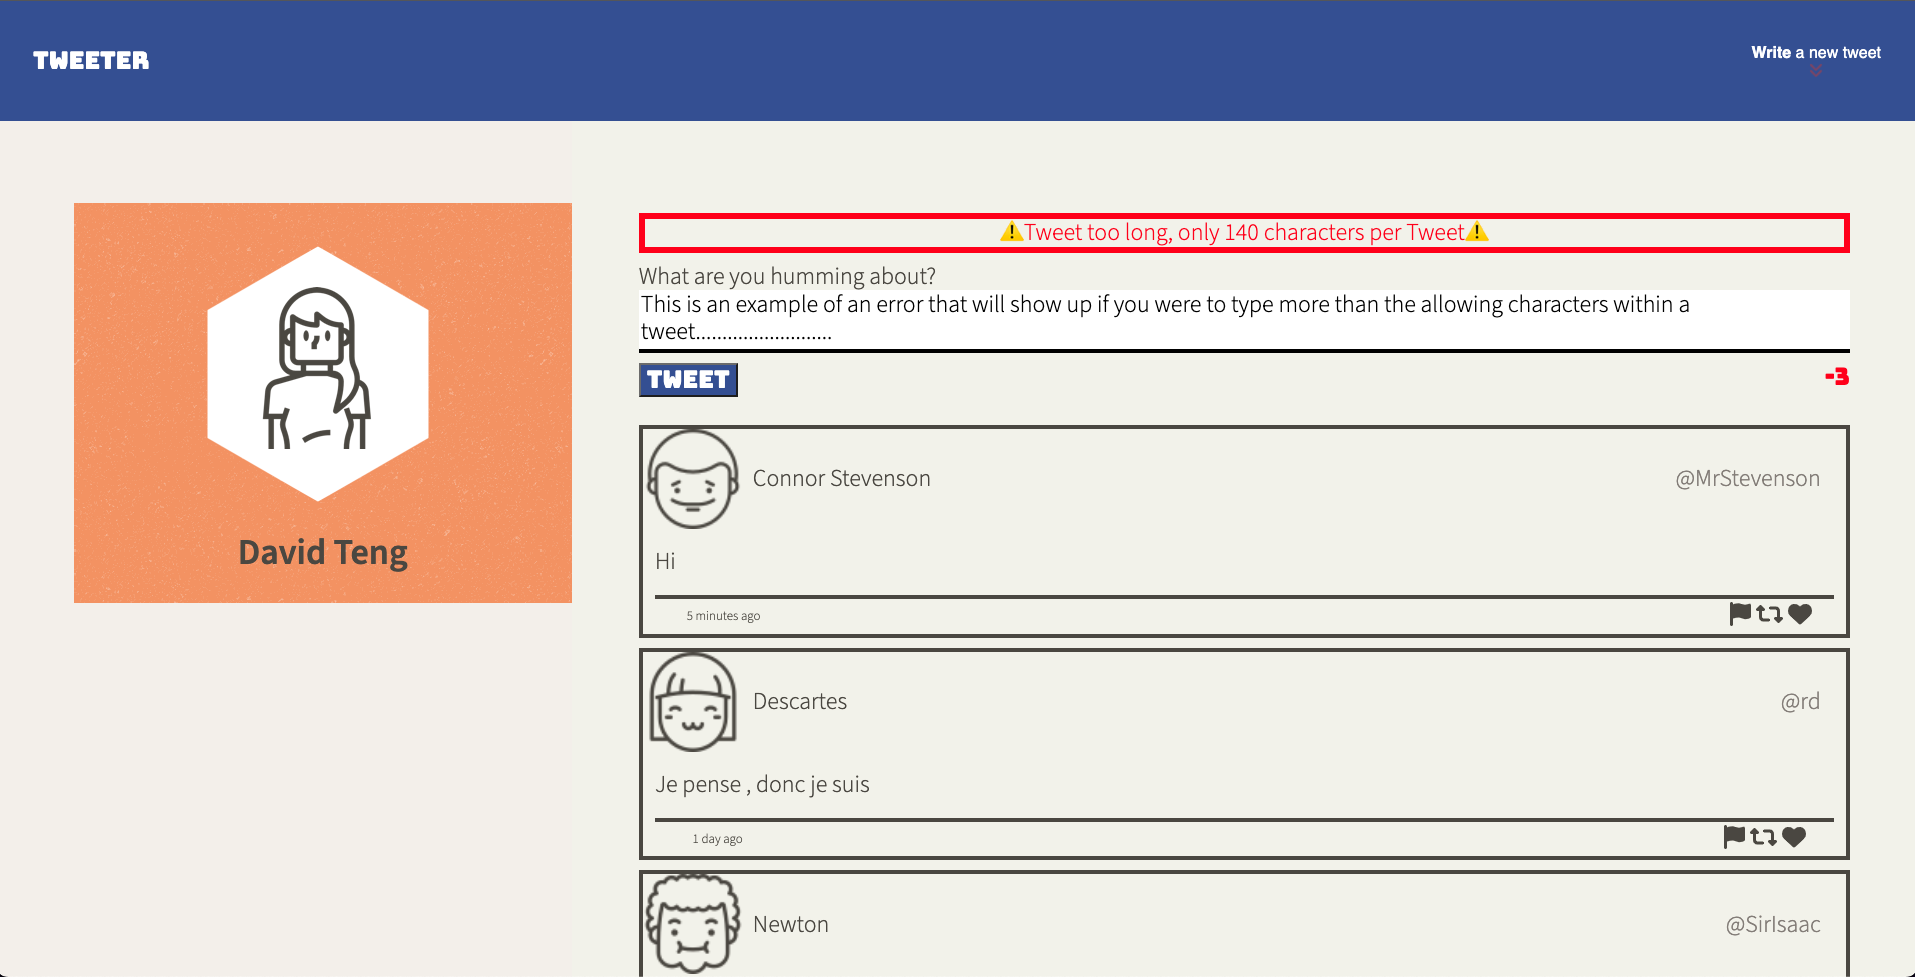 TWEETER
Write a new tweet
David Teng
⚠️Tweet too long, only 140 characters per Tweet⚠️
What are you humming about?
This is an example of an error that will show up if you were to type more than the allowing characters within a
tweet..........................
TWEET
-3
Connor Stevenson @MrStevenson
Hi
5 minutes ago
Descartes @rd
Je pense , donc je suis
1 day ago
Newton @SirIsaac